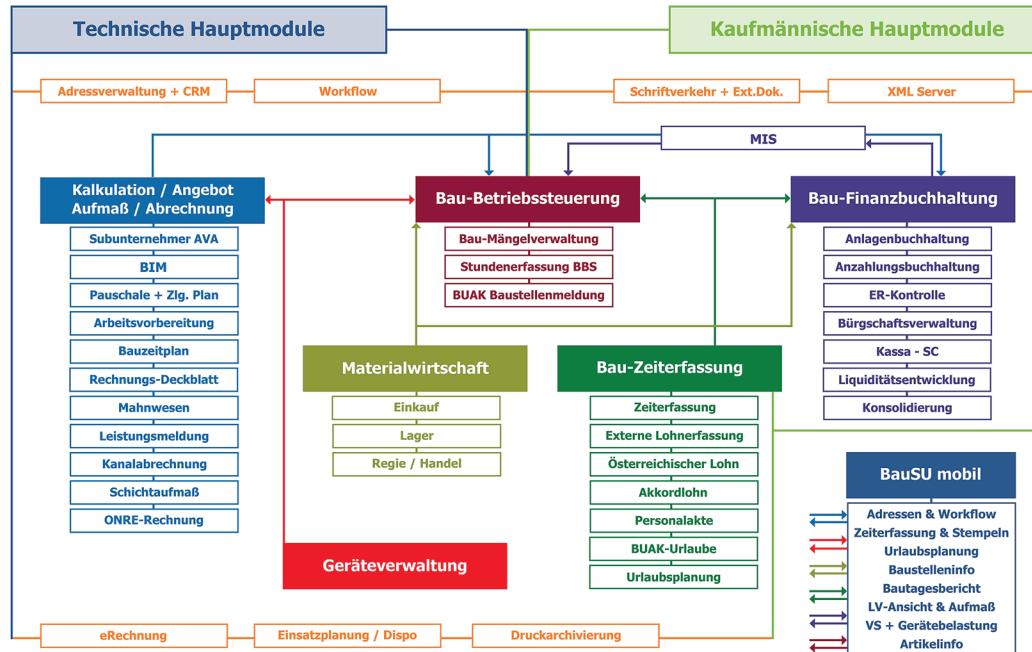 Technische Hauptmodule
Kaufmännische Hauptmodule
Adressverwaltung + CRM
Workflow
Schriftverkehr + Ext.Dok.
XML Server
MIS
Kalkulation / Angebot
Aufmaß / Abrechnung
Subunternehmer AVA
BIM
Pauschale + Zlg. Plan
Arbeitsvorbereitung
Bauzeitplan
Rechnungs-Deckblatt
Mahnwesen
Leistungsmeldung
Kanalabrechnung
Schichtaufmaß
ONRE-Rechnung
Bau-Betriebssteuerung
Bau-Mängelverwaltung
Stundenerfassung BBS
BUAK Baustellenmeldung
Bau-Finanzbuchhaltung
Anlagenbuchhaltung
Anzahlungsbuchhaltung
ER-Kontrolle
Bürgschaftsverwaltung
Kassa - SC
Liquiditätsentwicklung
Konsolidierung
Materialwirtschaft
Einkauf
Lager
Regie / Handel
Bau-Zeiterfassung
Zeiterfassung
Externe Lohnerfassung
Österreichischer Lohn
Akkordlohn
Personalakte
BUAK-Urlaube
Urlaubsplanung
Geräteverwaltung
BauSU mobil
Adressen & Workflow
Zeiterfassung & Stempeln
Urlaubsplanung
Baustelleninfo
Bautagesbericht
LV-Ansicht & Aufmaß
VS + Gerätebelastung
Artikelinfo
eRechnung
Einsatzplanung / Dispo
Druckarchivierung